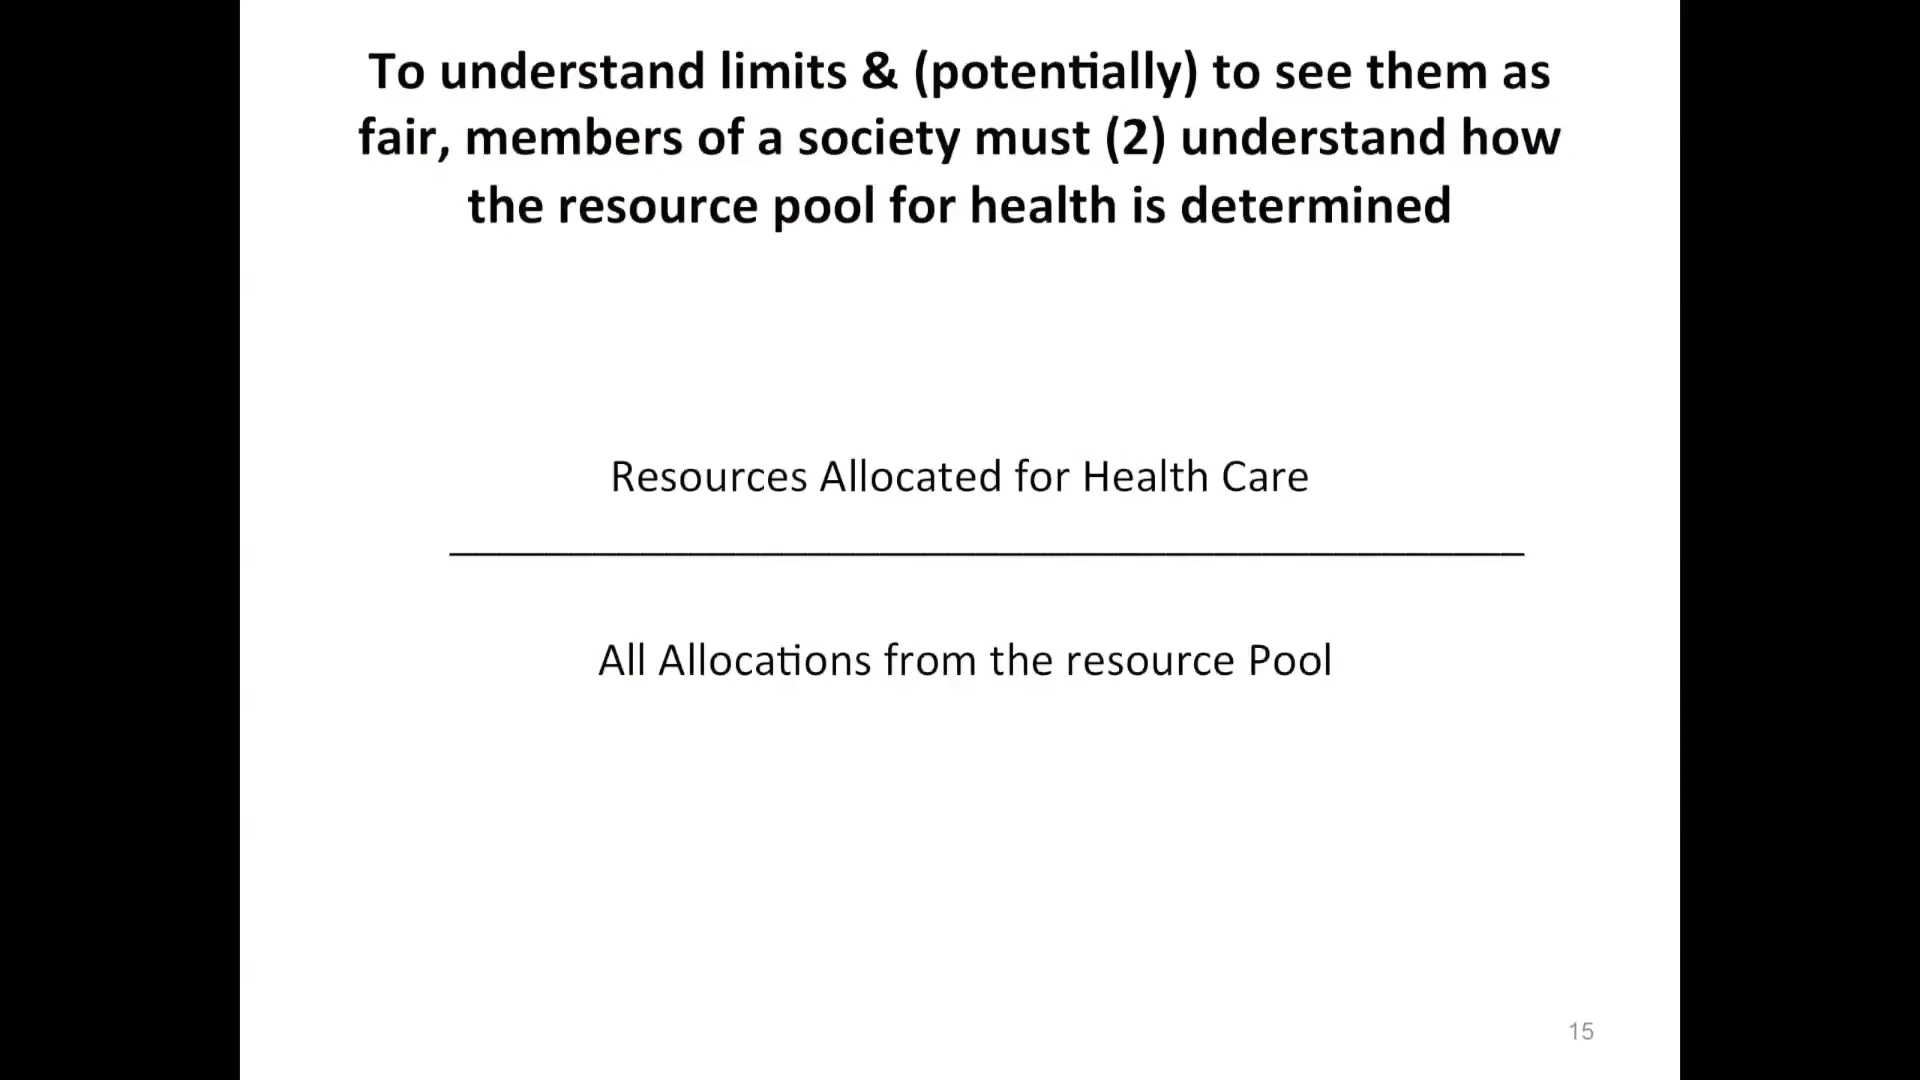 To understand limits & (potentially) to see them as
fair, members of a society must (2) understand how
the resource pool for health is determined
Resources Allocated for Health Care
All Allocations from the resource Pool
15